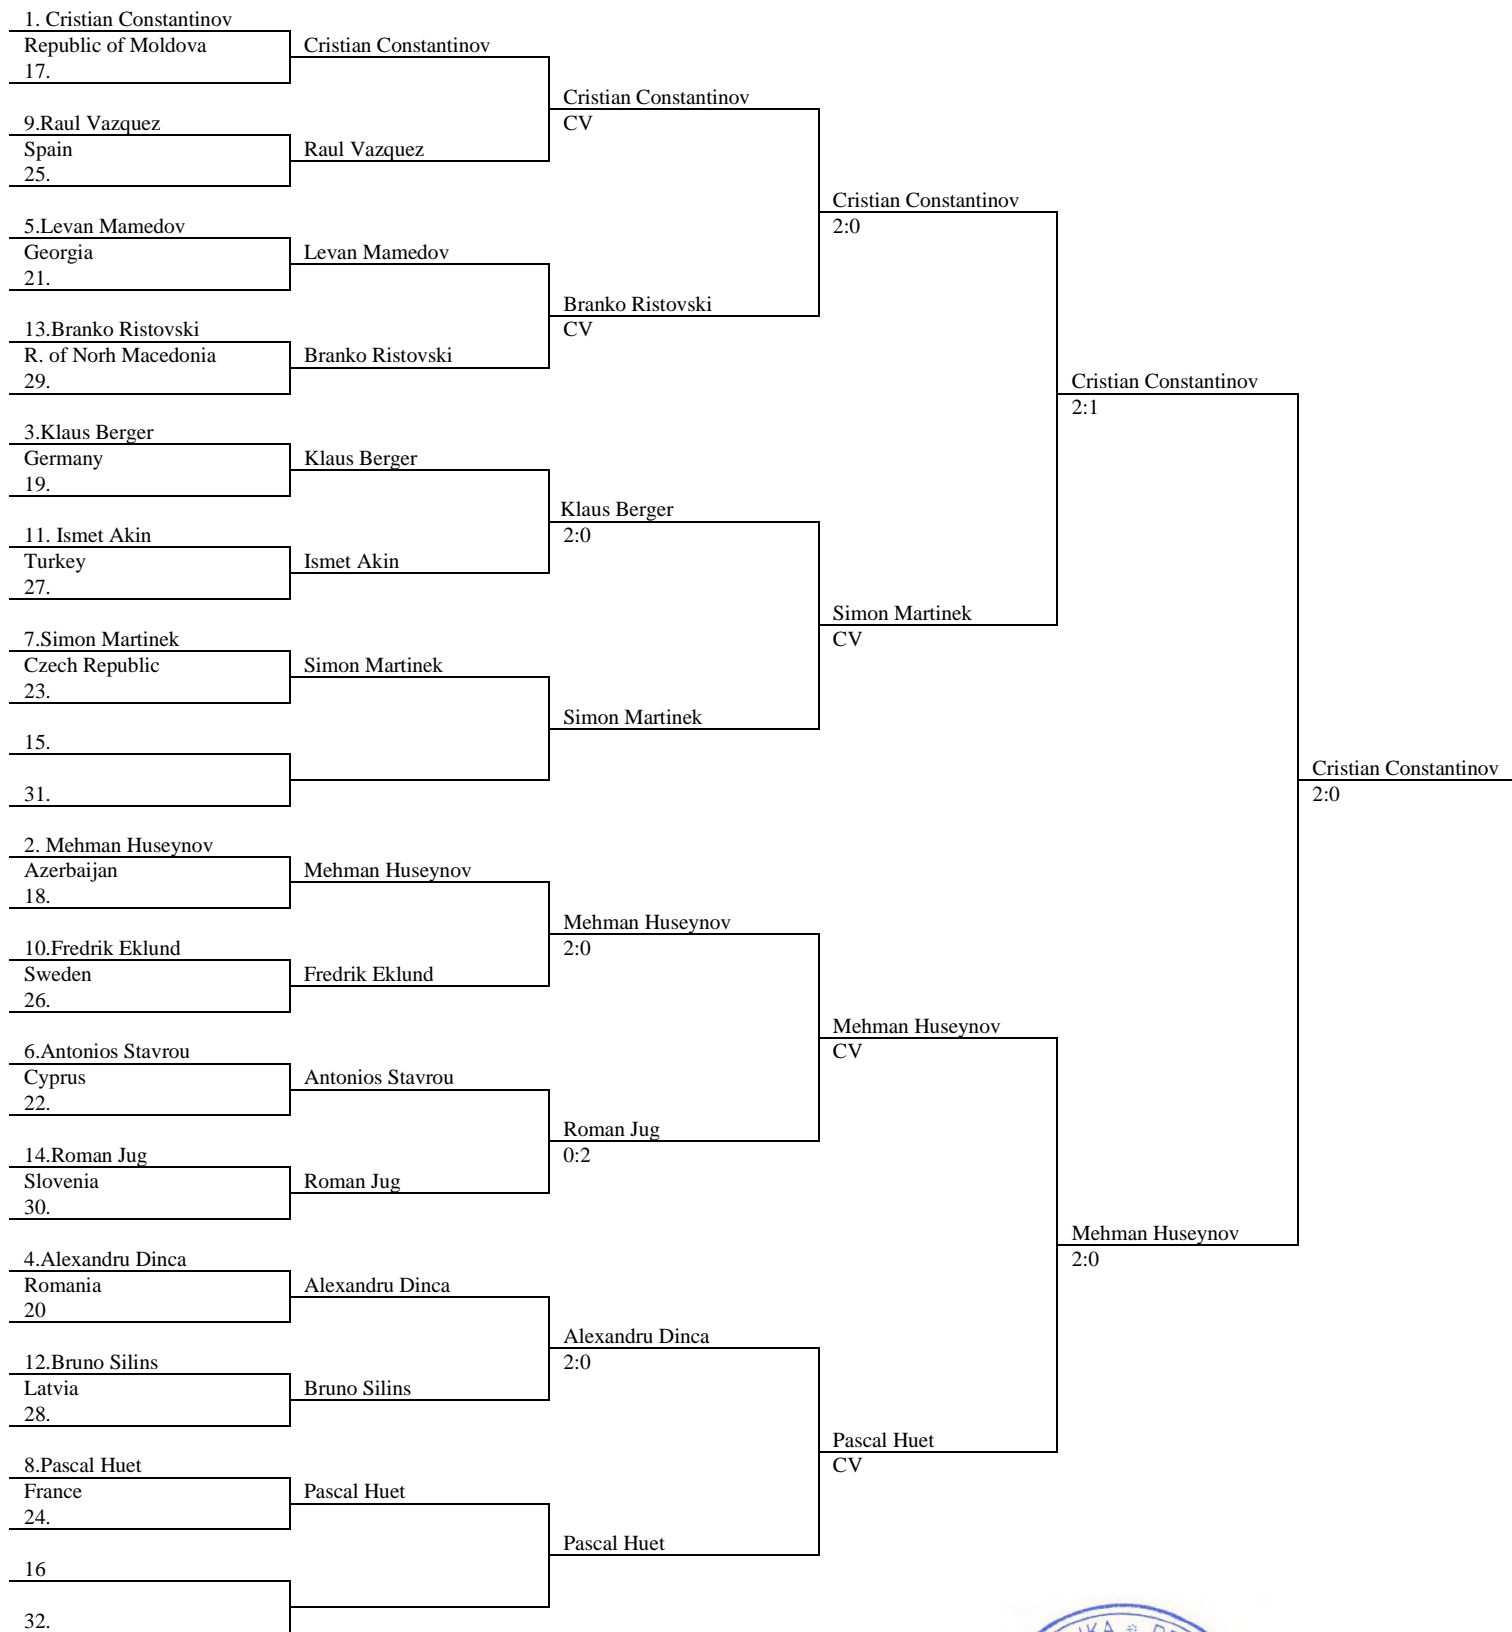 1. Cristian Constantinov
Republic of Moldova
17.
9.Raul Vazquez
Spain
25.
5.Levan Mamedov
Georgia
21.
13.Branko Ristovski
R. of Norh Macedonia
29.
3.Klaus Berger
Germany
19.
11. Ismet Akin
Turkey
27.
7.Simon Martinek
Czech Republic
23.
15.
31.
2. Mehman Huseynov
Azerbaijan
18.
10.Fredrik Eklund
Sweden
26.
6.Antonios Stavrou
Cyprus
22.
14.Roman Jug
Slovenia
30.
4.Alexandru Dinca
Romania
20
12.Bruno Silins
Latvia
28.
8.Pascal Huet
France
24.
16
32.
Cristian Constantinov
Raul Vazquez
Levan Mamedov
Branko Ristovski
Klaus Berger
Ismet Akin
Simon Martinek
Mehman Huseynov
Fredrik Eklund
Antonios Stavrou
Roman Jug
Alexandru Dinca
Bruno Silins
Pascal Huet
Cristian Constantinov
CV
Branko Ristovski
CV
Klaus Berger
2:0
Simon Martinek
Mehman Huseynov
2:0
Roman Jug
0:2
Alexandru Dinca
2:0
Pascal Huet
Cristian Constantinov
2:0
Simon Martinek
CV
Mehman Huseynov
CV
Pascal Huet
CV
Cristian Constantinov
2:1
Mehman Huseynov
2:0
Cristian Constantinov
2:0